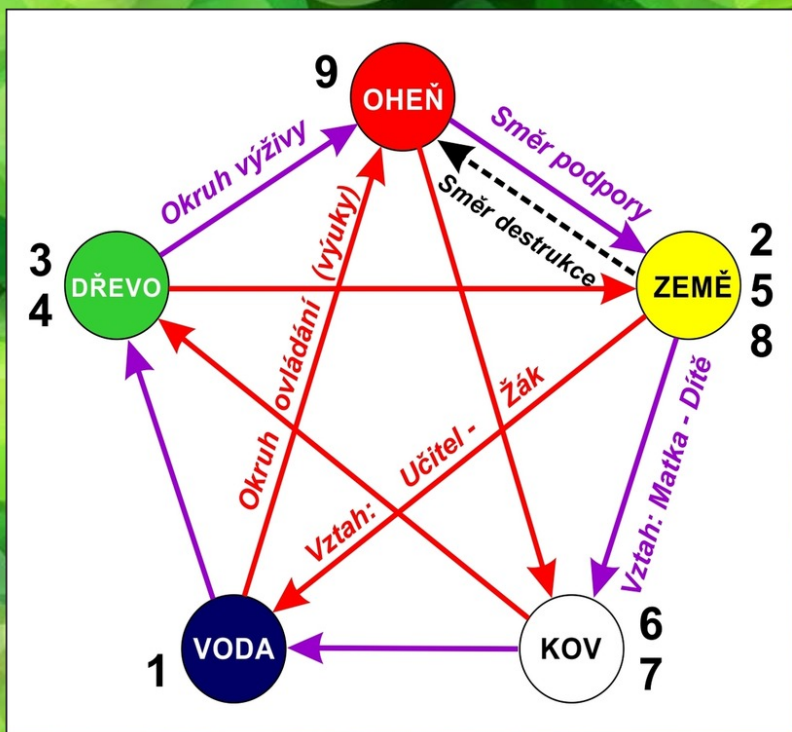 9
OHEŇ
Okruh výživy
Směr podpory
Směr destrukce
3
4
DŘEVO
ZEMĚ
2
5
8
Okruh ovládání (výuky)
Vztah: Učitel - Žák
Vztah: Matka - Dítě
1
VODA
KOV
6
7